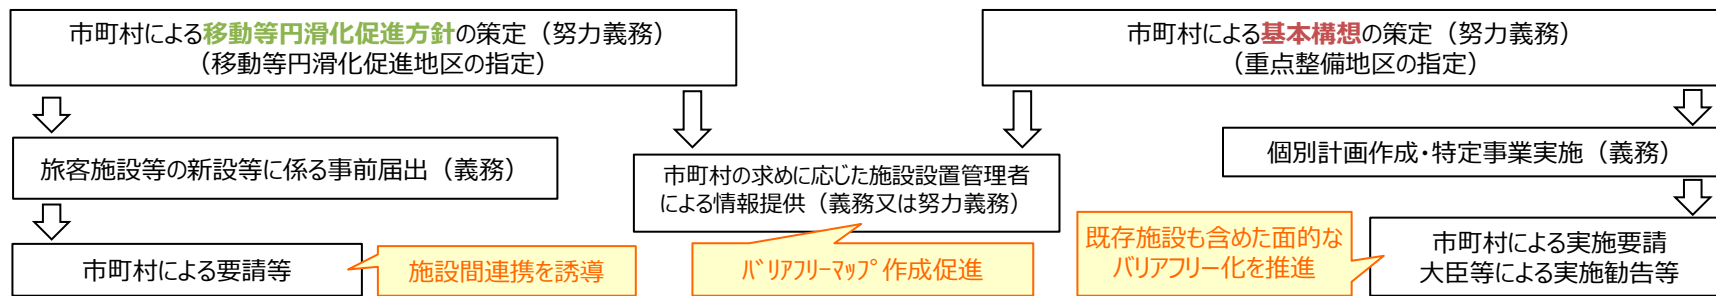 市町村による移動等円滑化促進方針の策定（努力義務）
（移動等円滑化促進地区の指定）
市町村による基本構想の策定（努力義務）
（重点整備地区の指定）
旅客施設等の新設等に係る事前届出（義務）
市町村の求めに応じた施設設置管理者
による情報提供（義務又は努力義務）
個別計画作成・特定事業実施（義務）
市町村による要請等
施設間連携を誘導
ﾊﾞﾘｱﾌﾘｰﾏｯﾌﾟ作成促進
既存施設も含めた面的な
バリアフリー化を推進
市町村による実施要請
大臣等による実施勧告等